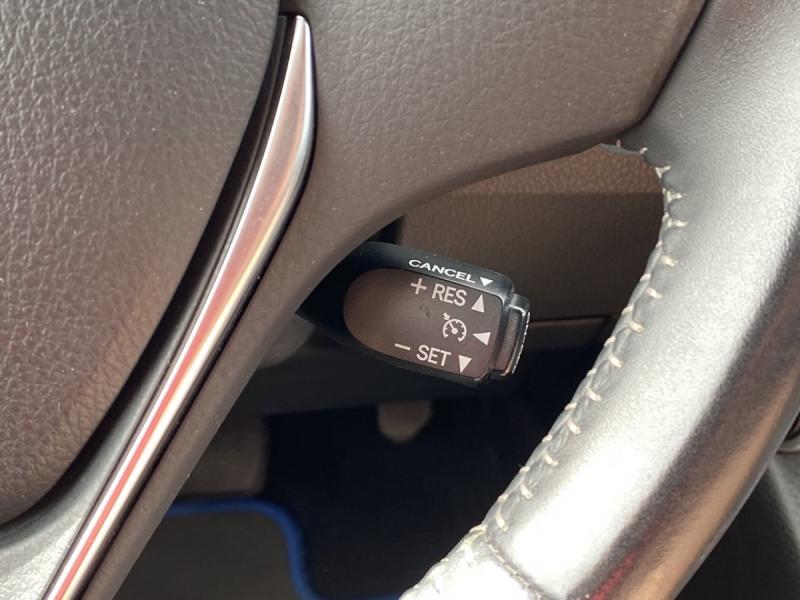 CANCEL ▼
+ RES ▲
◀
− SET ▼